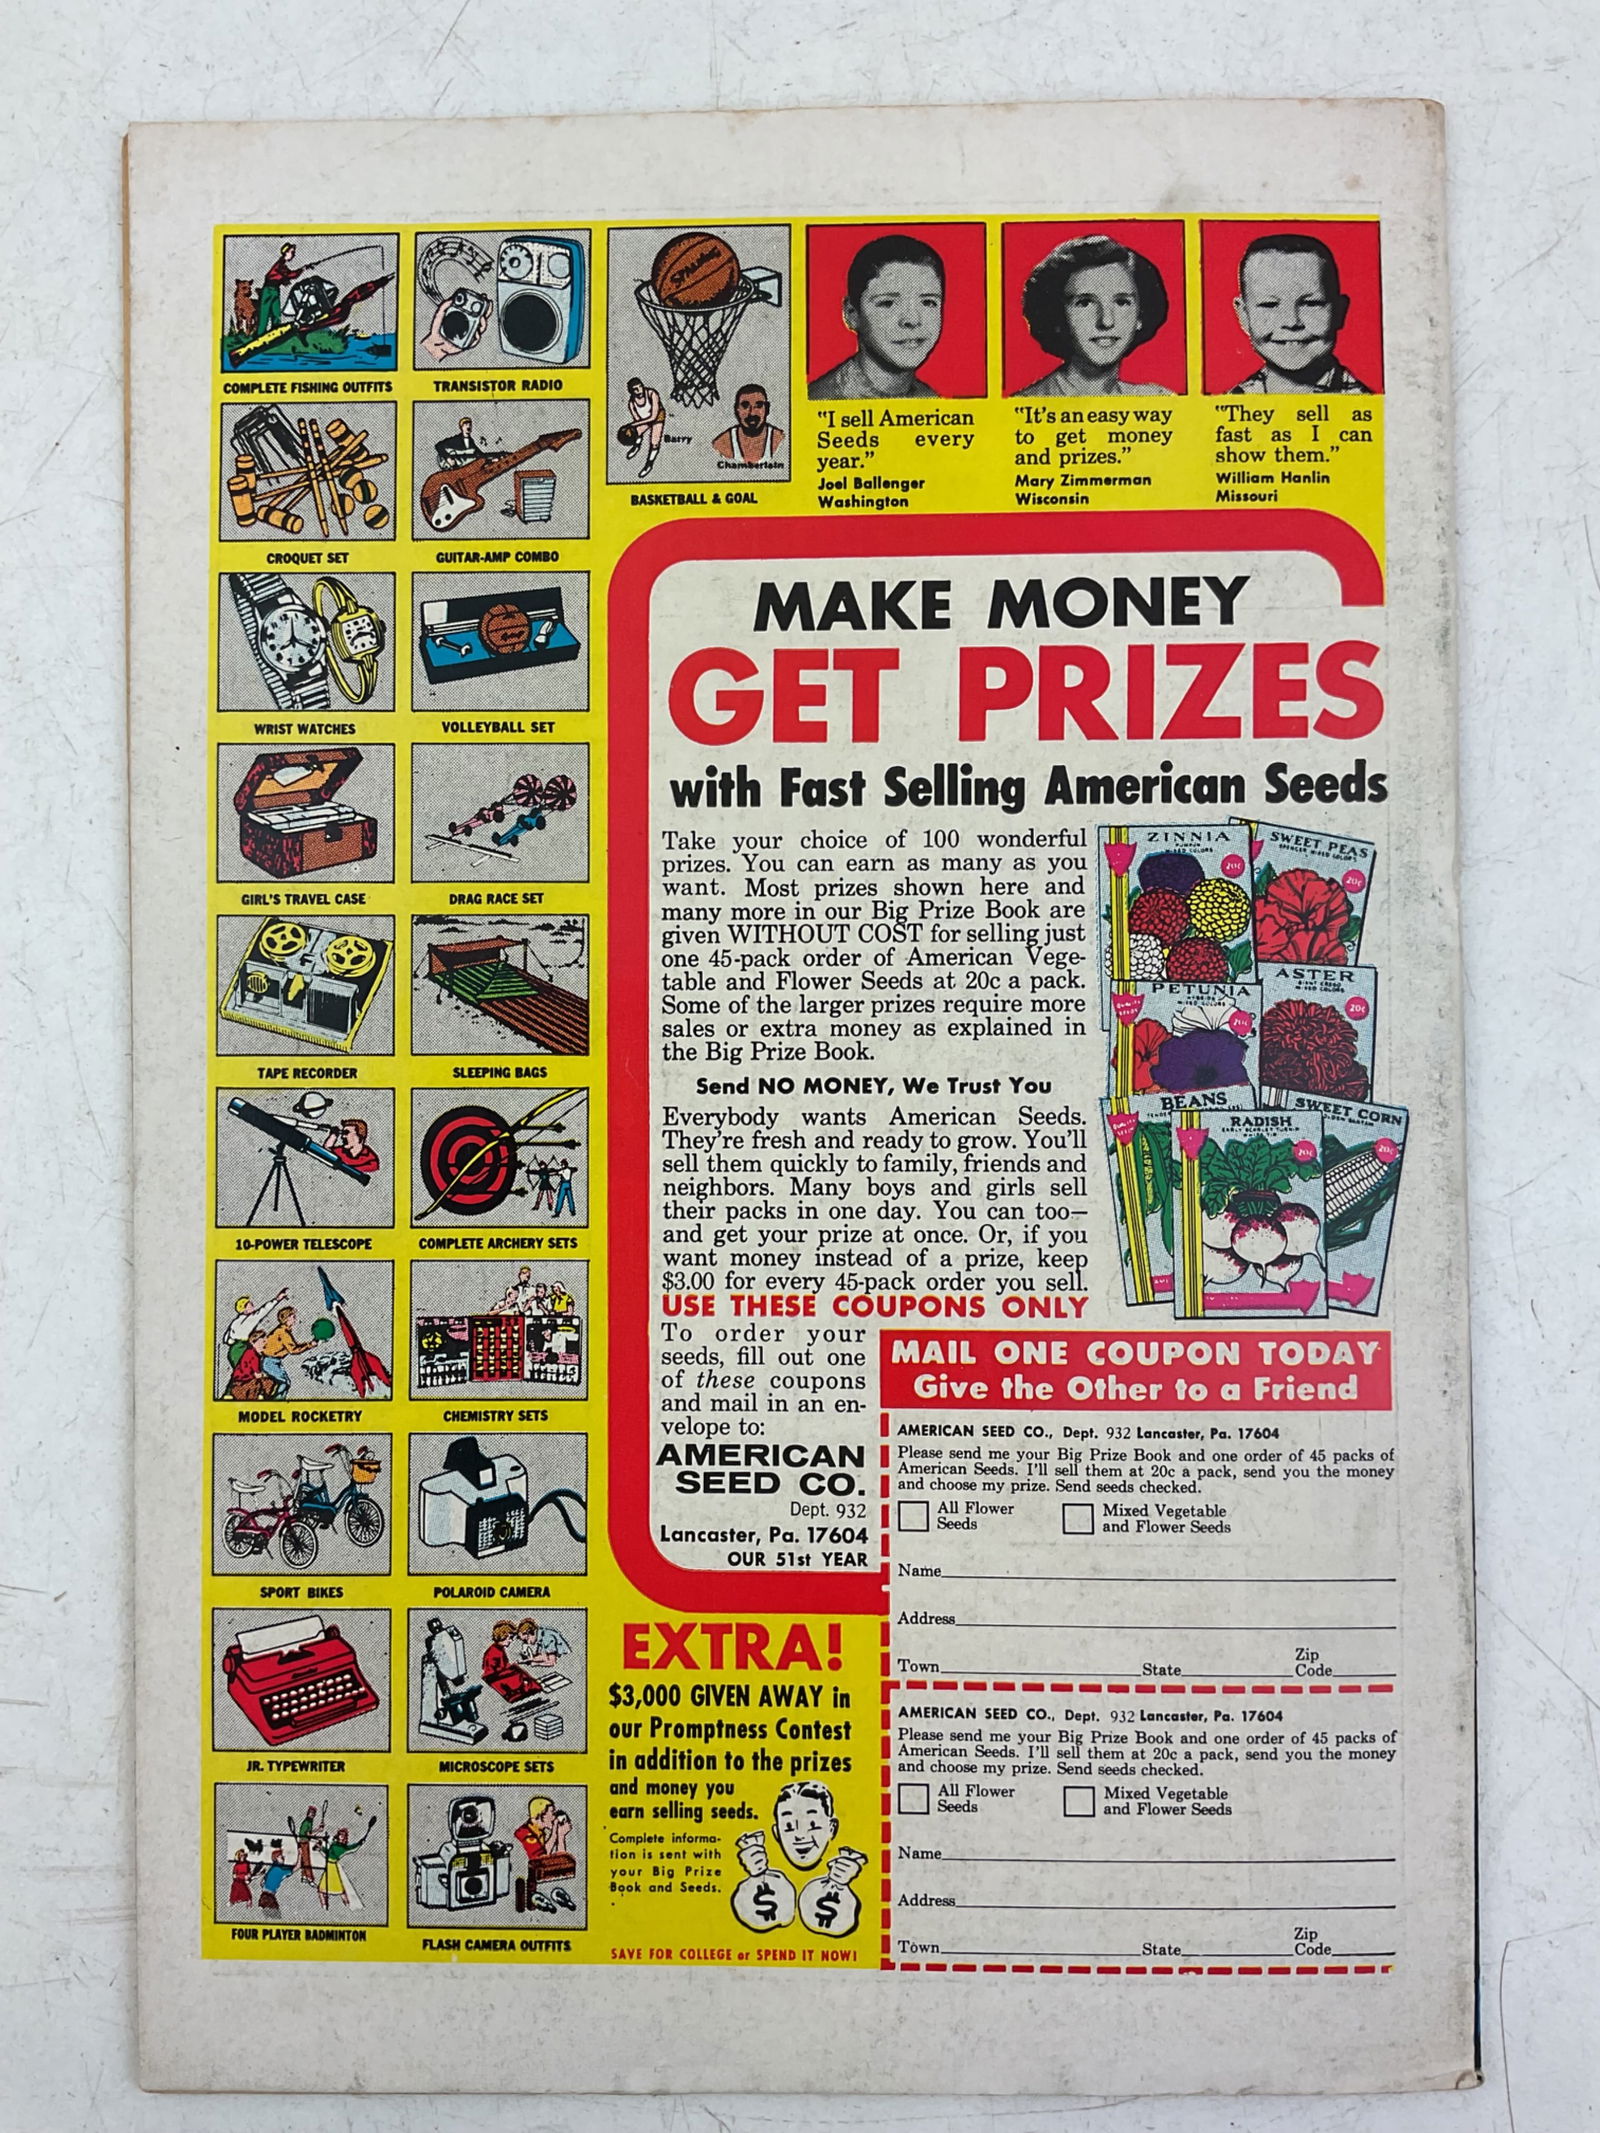 COMPLETE FISHING OUTFITS
TRANSISTOR RADIO
SPALDING
Barry
Chamberlain
BASKETBALL & GOAL
"I sell American
Seeds every
year."
Joel Ballenger
Washington
"It's an easy way
to get money
and prizes."
Mary Zimmerman
Wisconsin
"They sell as
fast as I can
show them."
William Hanlin
Missouri
CROQUET SET
GUITAR-AMP COMBO
WRIST WATCHES
VOLLEYBALL SET
GIRL'S TRAVEL CASE
DRAG RACE SET
TAPE RECORDER
SLEEPING BAGS
10-POWER TELESCOPE
COMPLETE ARCHERY SETS
MODEL ROCKETRY
CHEMISTRY SETS
SPORT BIKES
POLAROID CAMERA
JR. TYPEWRITER
MICROSCOPE SETS
FOUR PLAYER BADMINTON
FLASH CAMERA OUTFITS
MAKE MONEY
GET PRIZES
with Fast Selling American Seeds
Take your choice of 100 wonderful
prizes. You can earn as many as you
want. Most prizes shown here and
many more in our Big Prize Book are
given WITHOUT COST for selling just
one 45-pack order of American Vege-
table and Flower Seeds at 20c a pack.
Some of the larger prizes require more
sales or extra money as explained in
the Big Prize Book.
Send NO MONEY, We Trust You
Everybody wants American Seeds.
They're fresh and ready to grow. You'll
sell them quickly to family, friends and
neighbors. Many boys and girls sell
their packs in one day. You can too—
and get your prize at once. Or, if you
want money instead of a prize, keep
$3.00 for every 45-pack order you sell.
USE THESE COUPONS ONLY
ZINNIA
MIXED COLORS
20c
SWEET PEAS
SPENCER MIXED COLORS
20c
PETUNIA
MIXED COLORS
20c
ASTER
MIXED COLORS
20c
BEANS
RADISH
20c
SWEET CORN
20c
To order your
seeds, fill out one
of these coupons
and mail in an en-
velope to:
AMERICAN
SEED CO.
Dept. 932
Lancaster, Pa. 17604
OUR 51st YEAR
MAIL ONE COUPON TODAY
Give the Other to a Friend
AMERICAN SEED CO., Dept. 932 Lancaster, Pa. 17604
Please send me your Big Prize Book and one order of 45 packs of
American Seeds. I'll sell them at 20c a pack, send you the money
and choose my prize. Send seeds checked.
All Flower
Seeds
Mixed Vegetable
and Flower Seeds
Name
Address
Town State Zip
Code
AMERICAN SEED CO., Dept. 932 Lancaster, Pa. 17604
Please send me your Big Prize Book and one order of 45 packs of
American Seeds. I'll sell them at 20c a pack, send you the money
and choose my prize. Send seeds checked.
All Flower
Seeds
Mixed Vegetable
and Flower Seeds
Name
Address
Town State Zip
Code
EXTRA!
$3,000 GIVEN AWAY in
our Promptness Contest
in addition to the prizes
and money you
earn selling seeds.
Complete informa-
tion is sent with
your Big Prize
Book and Seeds.
$ $
SAVE FOR COLLEGE or SPEND IT NOW!